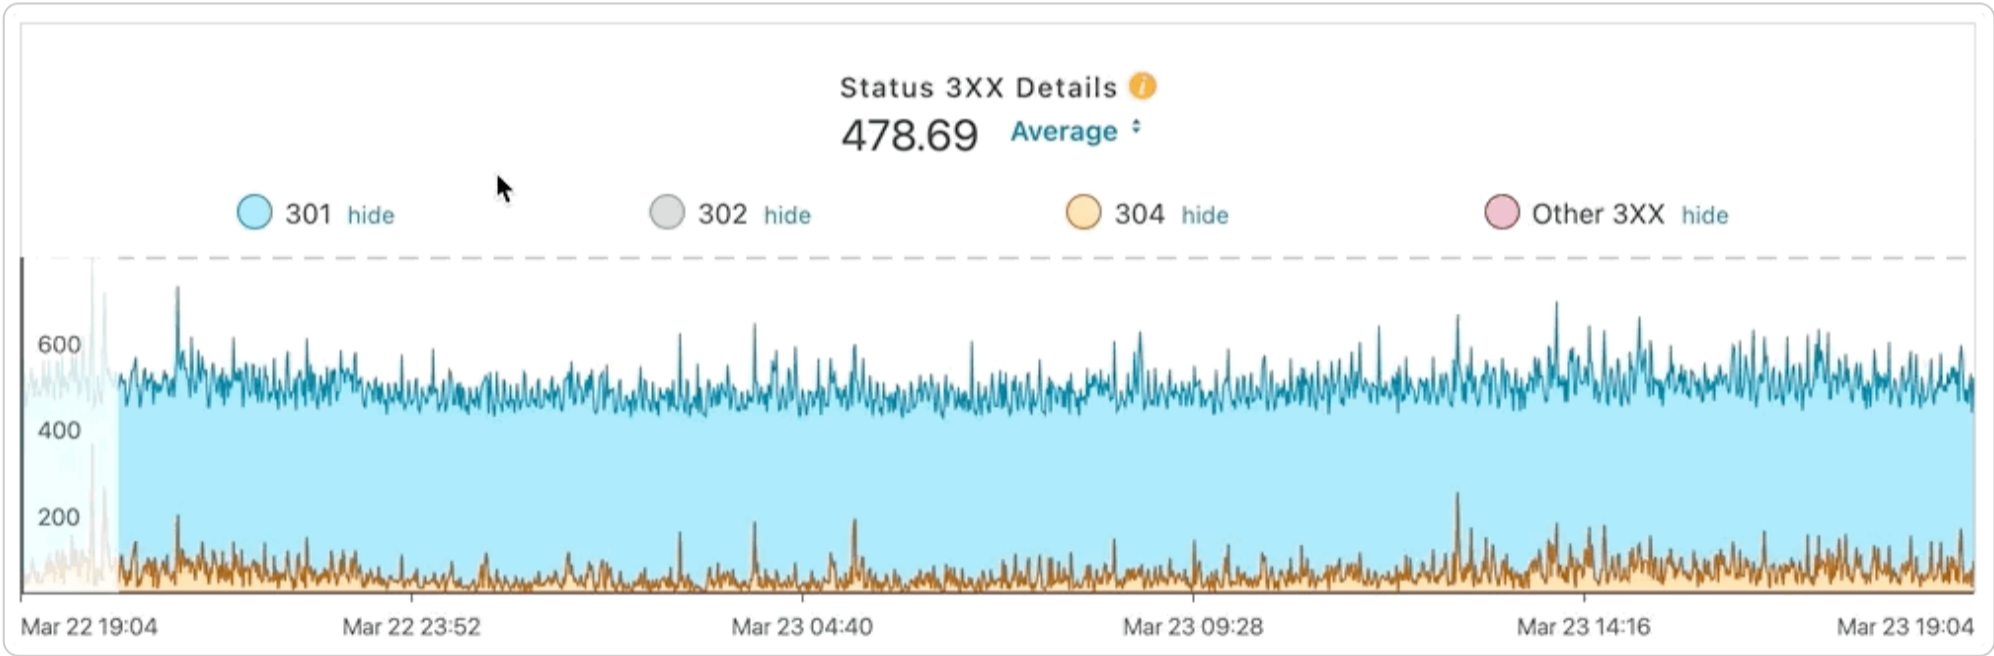 Status 3XX Details i
478.69 Average
301 hide 302 hide 304 hide Other 3XX hide
600
400
200
Mar 22 19:04 Mar 22 23:52 Mar 23 04:40 Mar 23 09:28 Mar 23 14:16 Mar 23 19:04